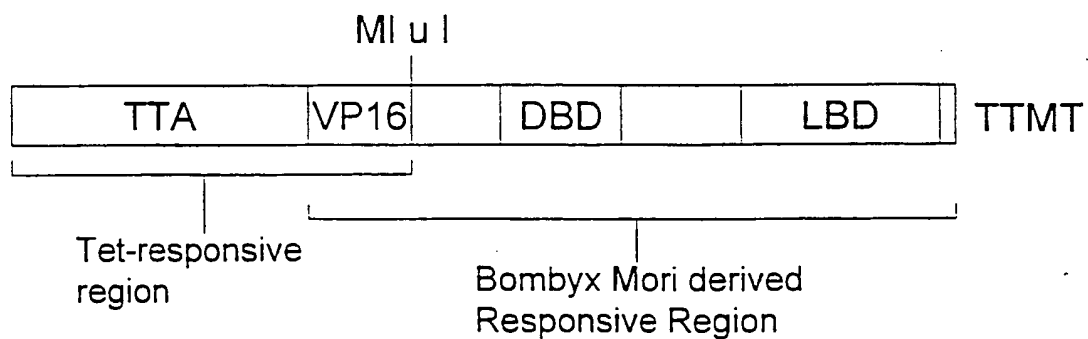 Ml u I
TTA VP16 DBD LBD TTMT
Tet-responsive
region
Bombyx Mori derived
Responsive Region